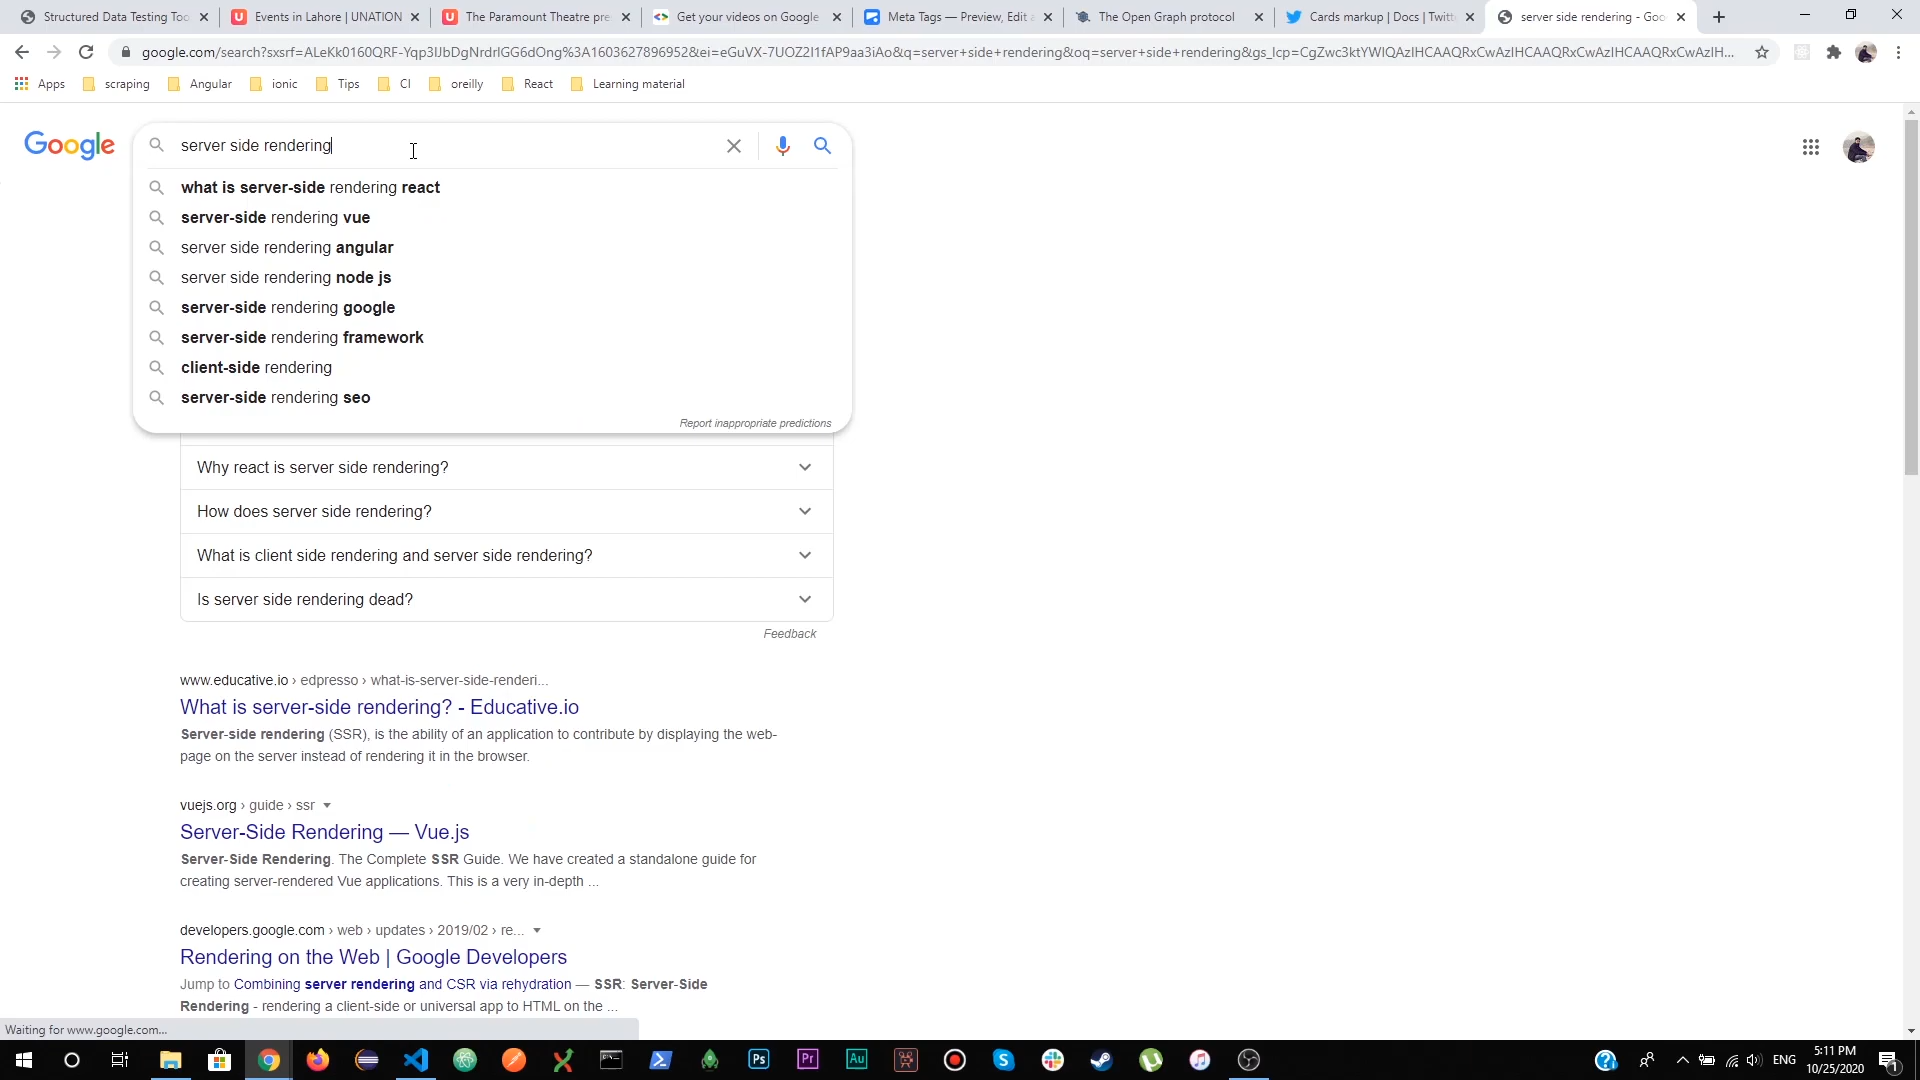 Structured Data Testing Too
Events in Lahore | UNATION
The Paramount Theatre pre
Get your videos on Google
Meta Tags — Preview, Edit a
The Open Graph protocol
Cards markup | Docs | Twitt
server side rendering - Goo
google.com/search?sxsrf=ALeKk0160QRF-Yqp3IJbDgNrdrIGG6dOng%3A1603627896952&ei=eGuVX-7UOZ2I1fAP9aa3iAo&q=server+side+rendering&oq=server+side+rendering&gs_lcp=CgZwc3ktYWIQAzIHCAAQRxCwAzIHCAAQRxCwAzIHCAAQRxCwAzIHCAAQRxCwAzIH...
Apps
scraping
Angular
ionic
Tips
CI
oreilly
React
Learning material
Google
server side rendering
what is server-side rendering react
server-side rendering vue
server side rendering angular
server side rendering node js
server-side rendering google
server-side rendering framework
client-side rendering
server-side rendering seo
Report inappropriate predictions
Why react is server side rendering?
How does server side rendering?
What is client side rendering and server side rendering?
Is server side rendering dead?
Feedback
www.educative.io › edpresso › what-is-server-side-renderi...
What is server-side rendering? - Educative.io
Server-side rendering (SSR), is the ability of an application to contribute by displaying the web-
page on the server instead of rendering it in the browser.
vuejs.org › guide › ssr
Server-Side Rendering — Vue.js
Server-Side Rendering. The Complete SSR Guide. We have created a standalone guide for
creating server-rendered Vue applications. This is a very in-depth ...
developers.google.com › web › updates › 2019/02 › re...
Rendering on the Web | Google Developers
Jump to Combining server rendering and CSR via rehydration — SSR: Server-Side
Rendering - rendering a client-side or universal app to HTML on the ...
Waiting for www.google.com...
Ps
Pr
Au
ENG
5:11 PM
10/25/2020
1